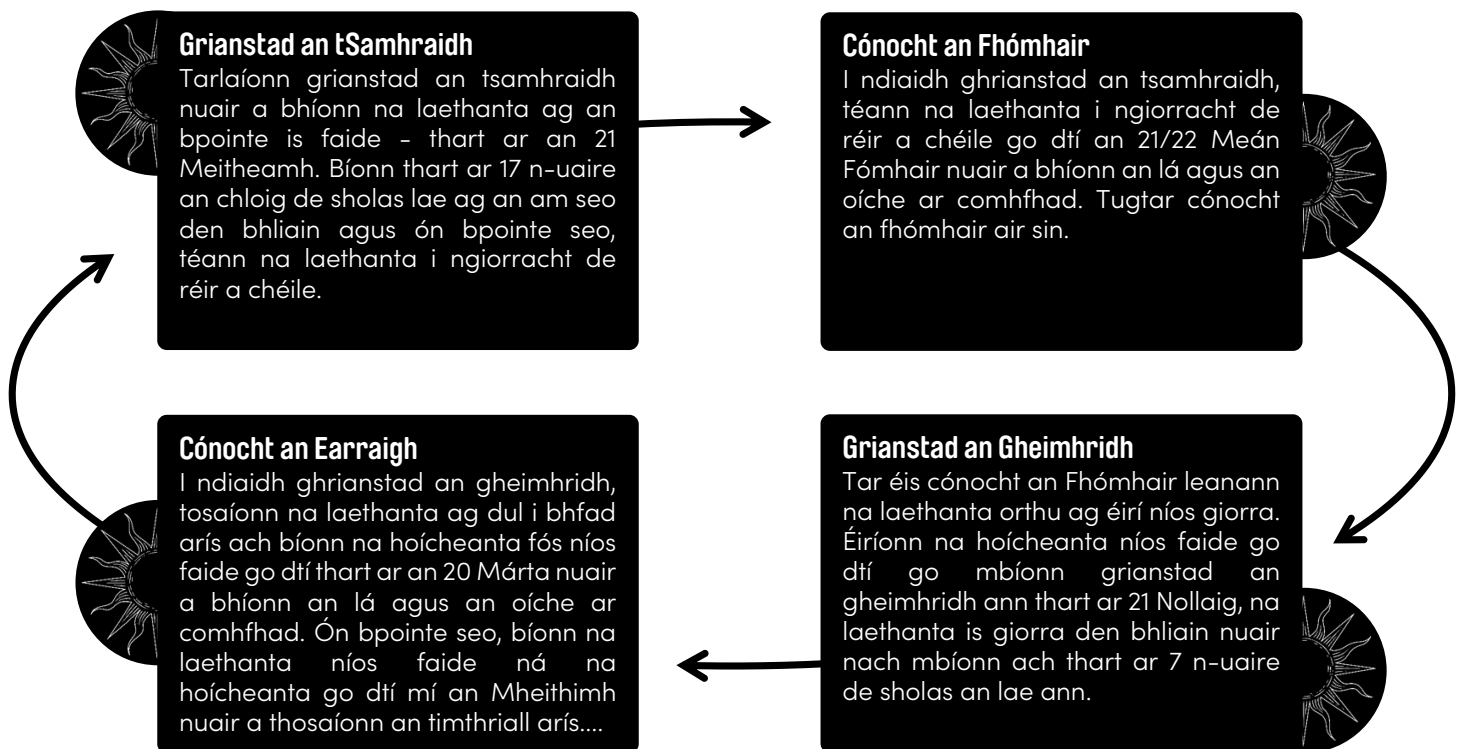 Grianstad an tSamhraidh
Tarlaíonn grianstad an tsamhraidh
nuair a bhíonn na laethanta ag an
bpointe is faide - thart ar an 21
Meitheamh. Bíonn thart ar 17 n-uaire
an chloig de sholas lae ag an am seo
den bhliain agus ón bpointe seo,
téann na laethanta i ngiorracht de
réir a chéile.
Cónocht an Fhómhair
I ndiaidh ghrianstad an tsamhraidh,
téann na laethanta i ngiorracht de
réir a chéile go dtí an 21/22 Meán
Fómhair nuair a bhíonn an lá agus an
oíche ar comhfhad. Tugtar cónocht
an fhómhair air sin.
Grianstad an Gheimhridh
Tar éis cónocht an Fhómhair leanann
na laethanta orthu ag éirí níos giorra.
Éiríonn na hoícheanta níos faide go
dtí go mbíonn grianstad an
gheimhridh ann thart ar 21 Nollaig, na
laethanta is giorra den bhliain nuair
nach mbíonn ach thart ar 7 n-uaire
de sholas an lae ann.
Cónocht an Earraigh
I ndiaidh ghrianstad an gheimhridh,
tosaíonn na laethanta ag dul i bhfad
arís ach bíonn na hoícheanta fós níos
faide go dtí thart ar an 20 Márta nuair
a bhíonn an lá agus an oíche ar
comhfhad. Ón bpointe seo, bíonn na
laethanta níos faide ná na
hoícheanta go dtí mí an Mheithimh
nuair a thosaíonn an timthriall arís....